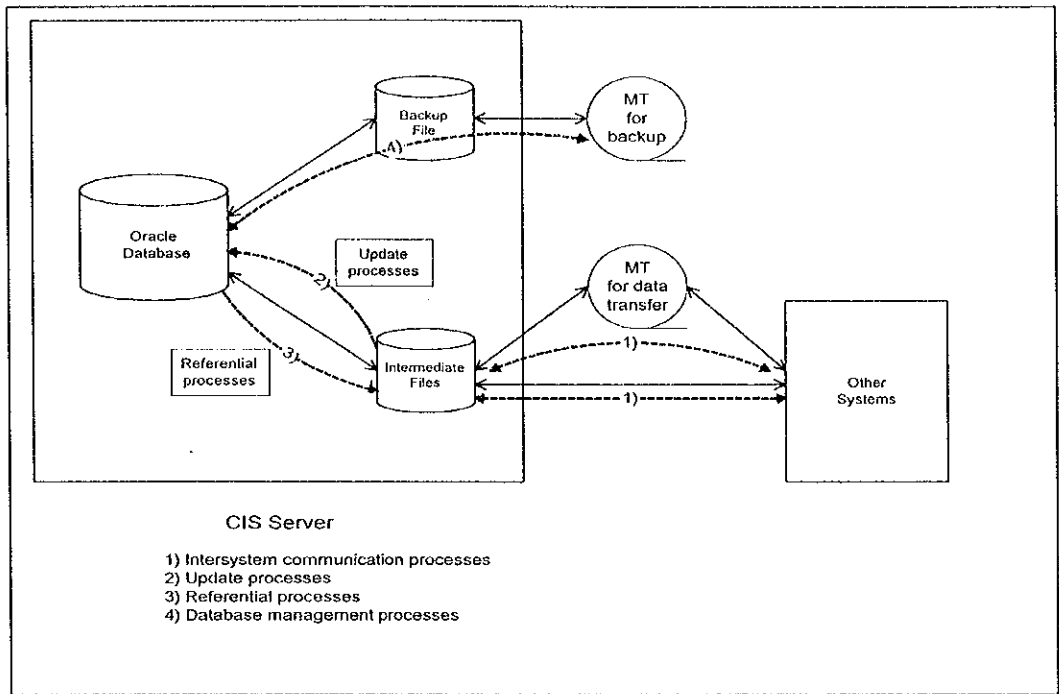 Backup
File
MT
for
backup
4)
Oracle
Database
Update
processes
2)
MT
for data
transfer
3)
Referential
processes
Intermediate
Files
1)
1)
Other
Systems
CIS Server
1) Intersystem communication processes
2) Update processes
3) Referential processes
4) Database management processes